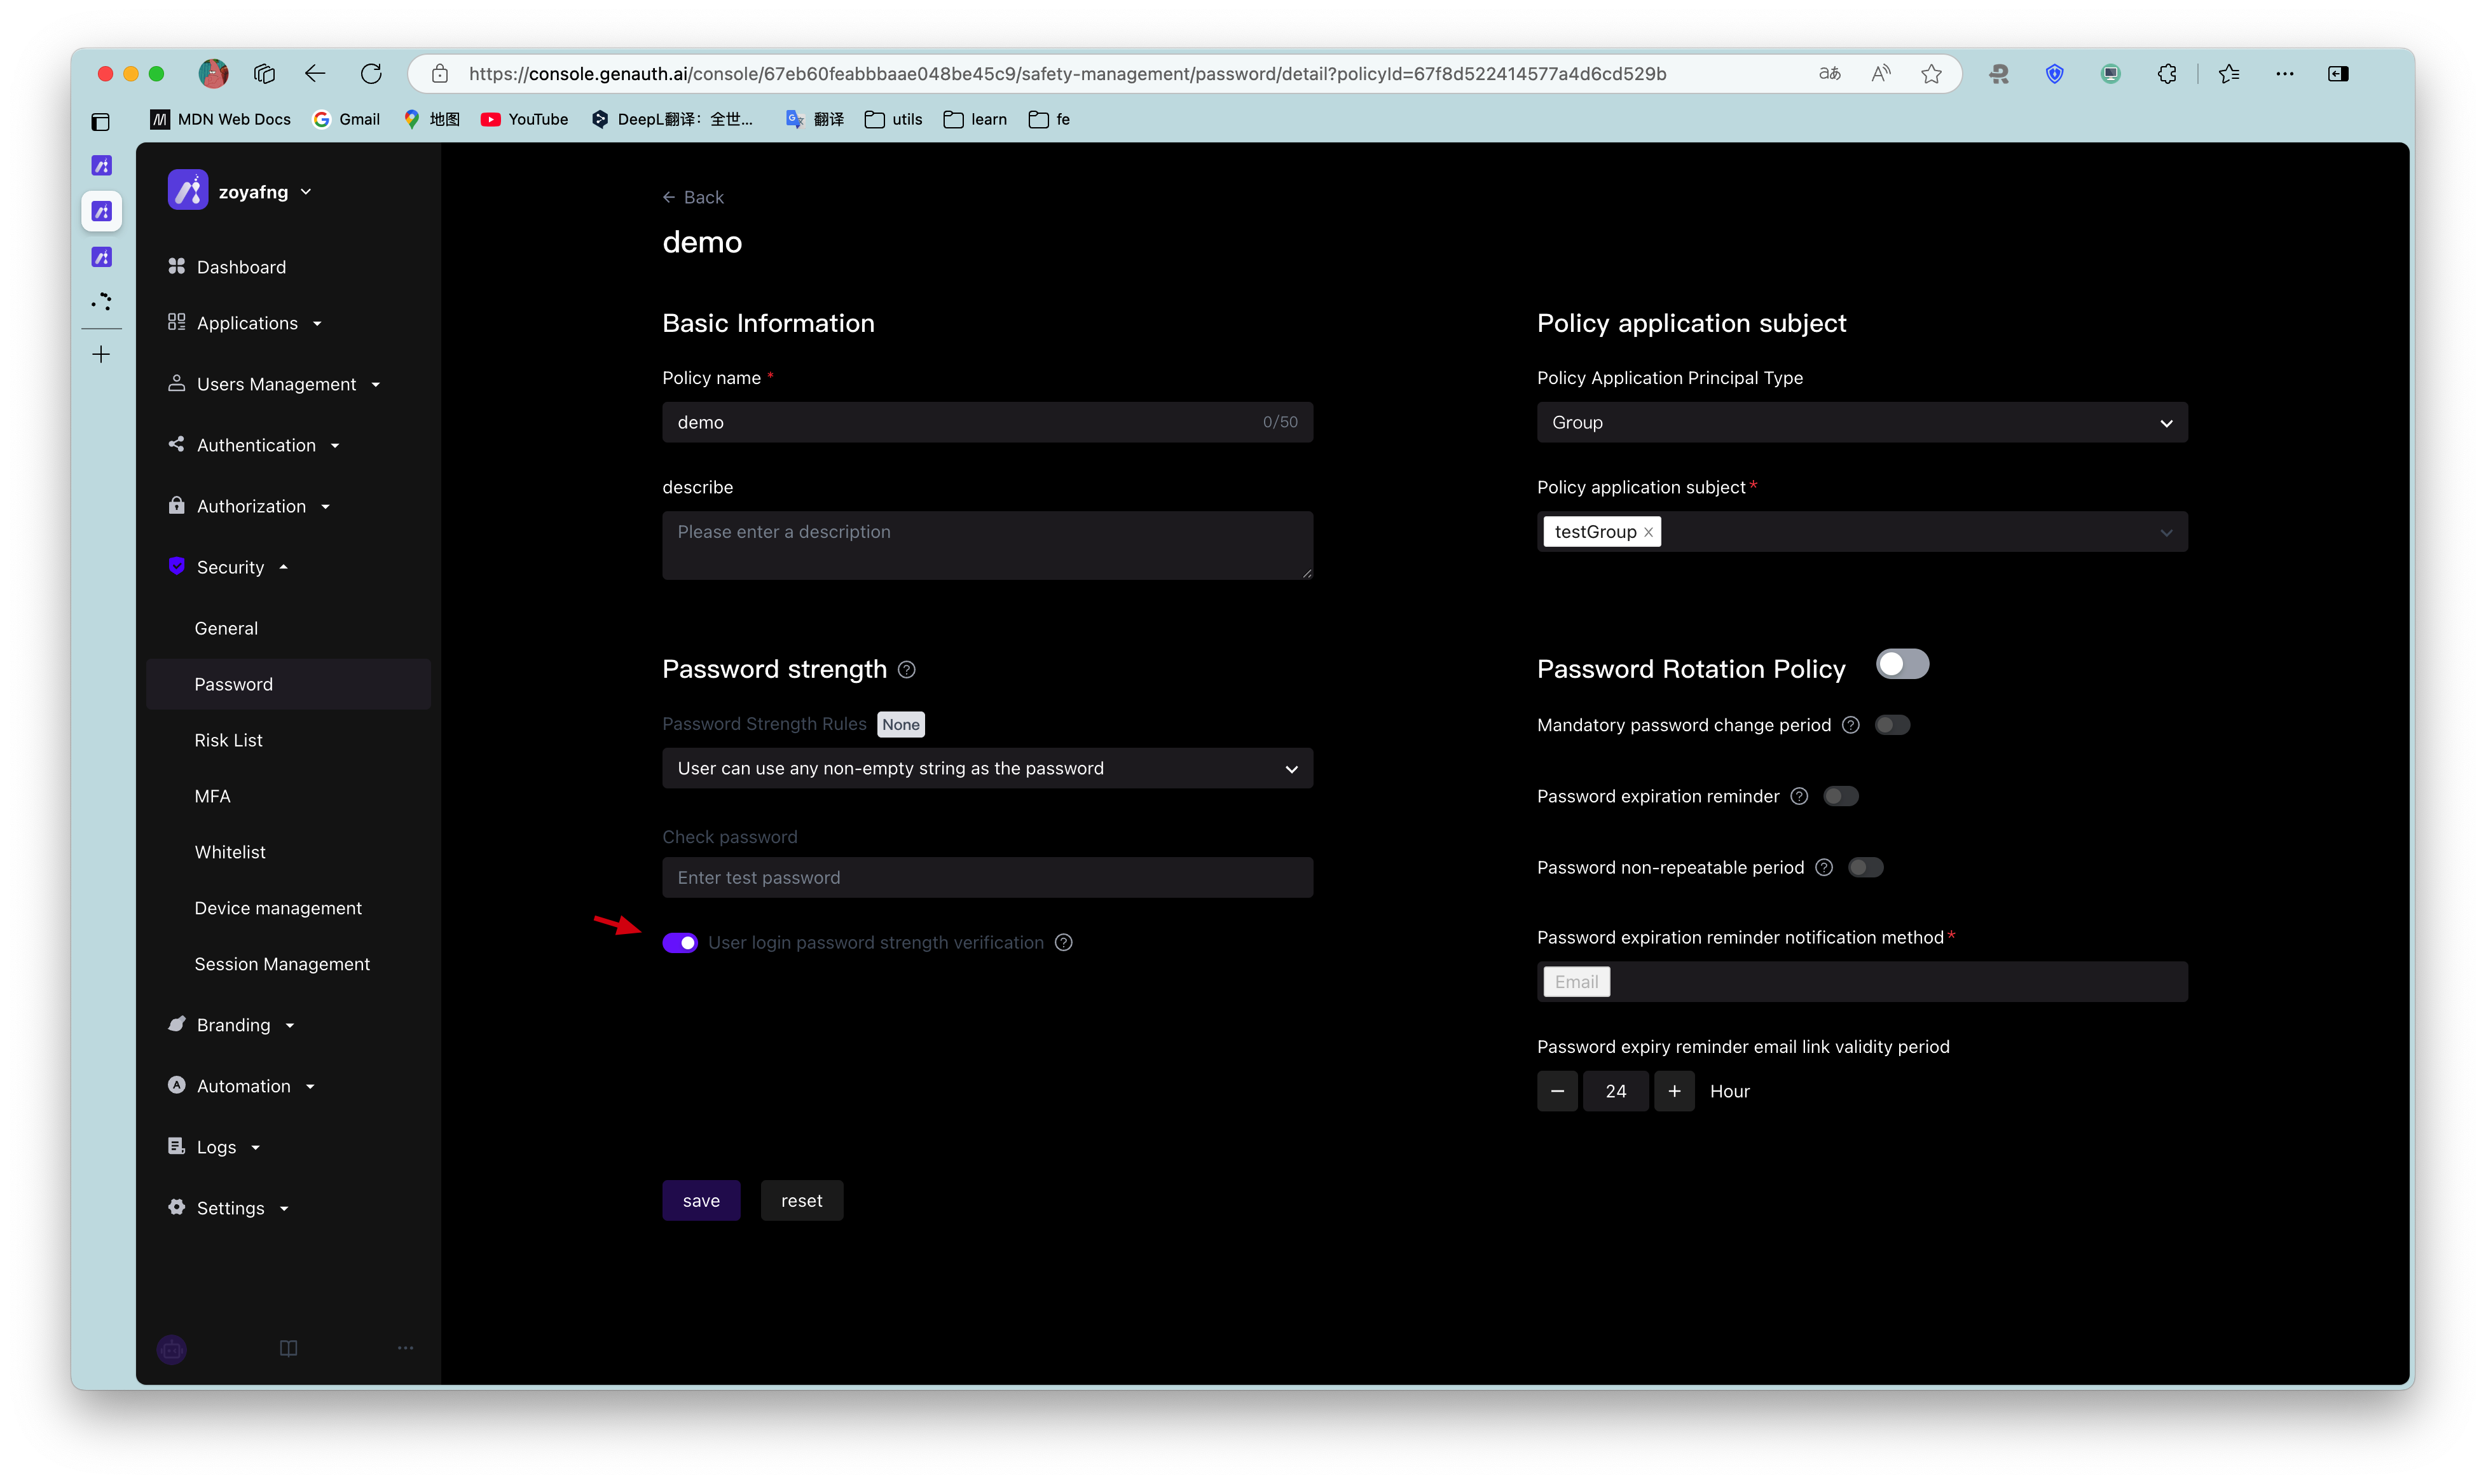 https://console.genauth.ai/console/67eb60feabbbaae048be45c9/safety-management/password/detail?policyId=67f8d522414577a4d6cd529b
MDN Web Docs
Gmail
地图
YouTube
DeepL翻译：全世...
翻译
utils
learn
fe
zoyafng
Dashboard
Applications
Users Management
Authentication
Authorization
Security
General
Password
Risk List
MFA
Whitelist
Device management
Session Management
Branding
Automation
Logs
Settings
Back
demo
Basic Information
Policy name *
demo
0/50
describe
Please enter a description
Password strength
Password Strength Rules None
User can use any non-empty string as the password
Check password
Enter test password
User login password strength verification
save
reset
Policy application subject
Policy Application Principal Type
Group
Policy application subject *
testGroup
Password Rotation Policy
Mandatory password change period
Password expiration reminder
Password non-repeatable period
Password expiration reminder notification method *
Email
Password expiry reminder email link validity period
24
Hour